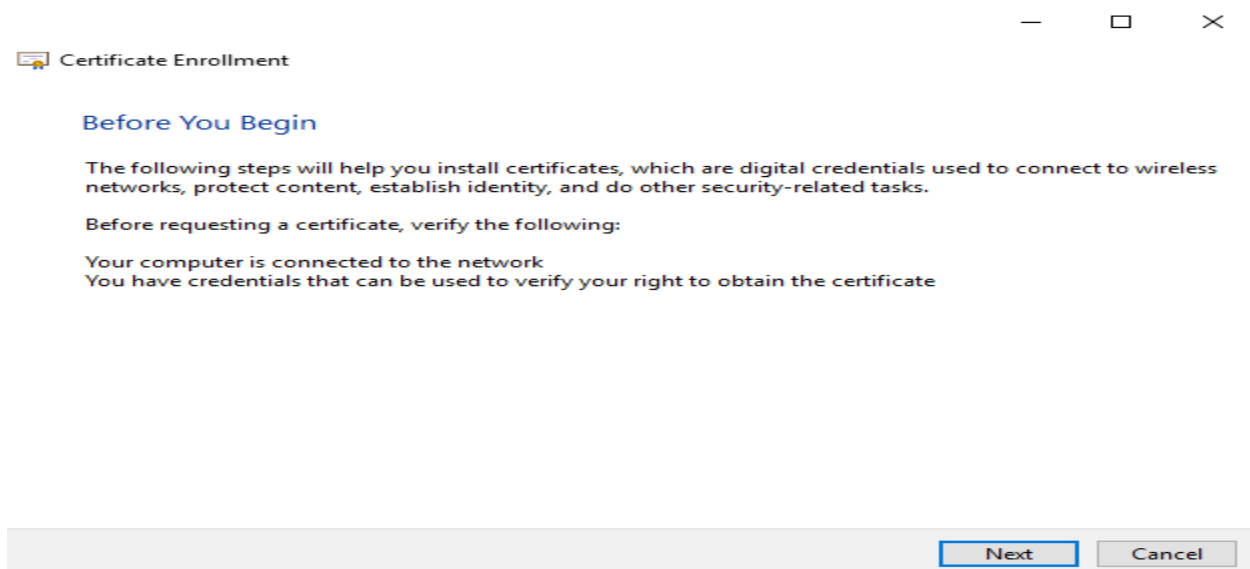 Certificate Enrollment
Before You Begin
The following steps will help you install certificates, which are digital credentials used to connect to wireless
networks, protect content, establish identity, and do other security-related tasks.
Before requesting a certificate, verify the following:
Your computer is connected to the network
You have credentials that can be used to verify your right to obtain the certificate
Next
Cancel